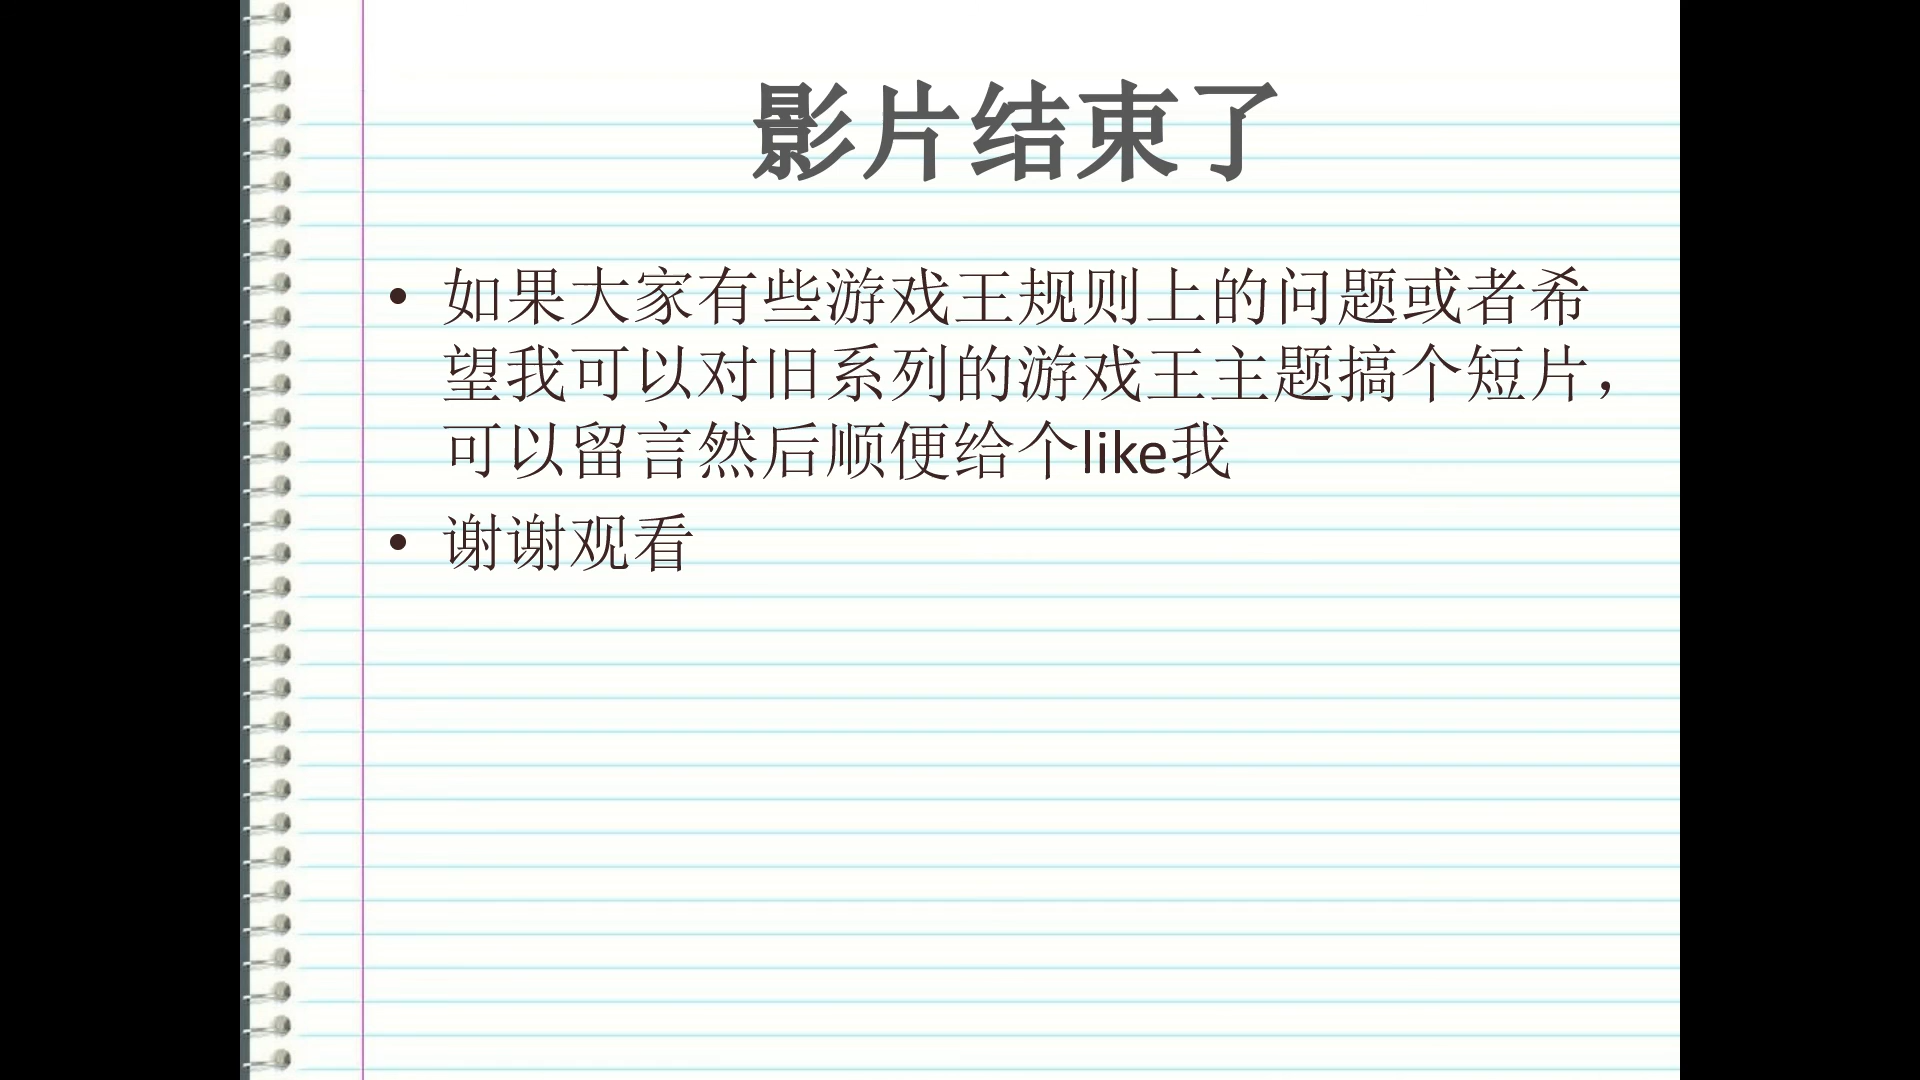 影片结束了
• 如果大家有些游戏王规则上的问题或者希
望我可以对旧系列的游戏王主题搞个短片，
可以留言然后顺便给个like我
• 谢谢观看